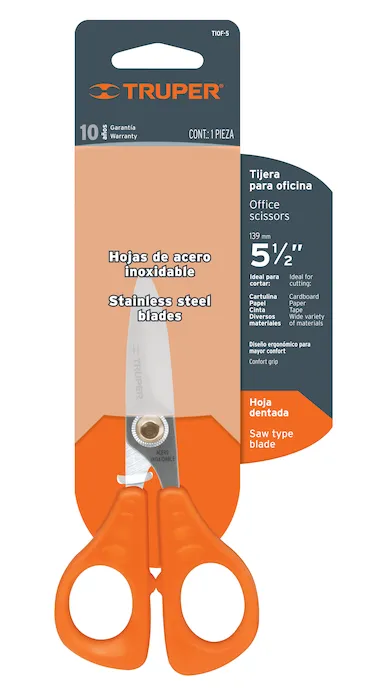 T10F-5
TRUPER®
10 años Garantía
Warranty
CONT.: 1 PIEZA
Hojas de acero
inoxidable
Stainless steel
blades
Tijera
para oficina
Office
scissors
139 mm
5 1/2"
Ideal para
cortar:
Cartulina
Papel
Cinta
Diversos
materiales
Ideal for
cutting:
Cardboard
Paper
Tape
Wide variety
of materials
Diseño ergonómico para
mayor confort
Comfort grip
Hoja
dentada
Saw type
blade
TRUPER
ACERO
INOXIDABLE